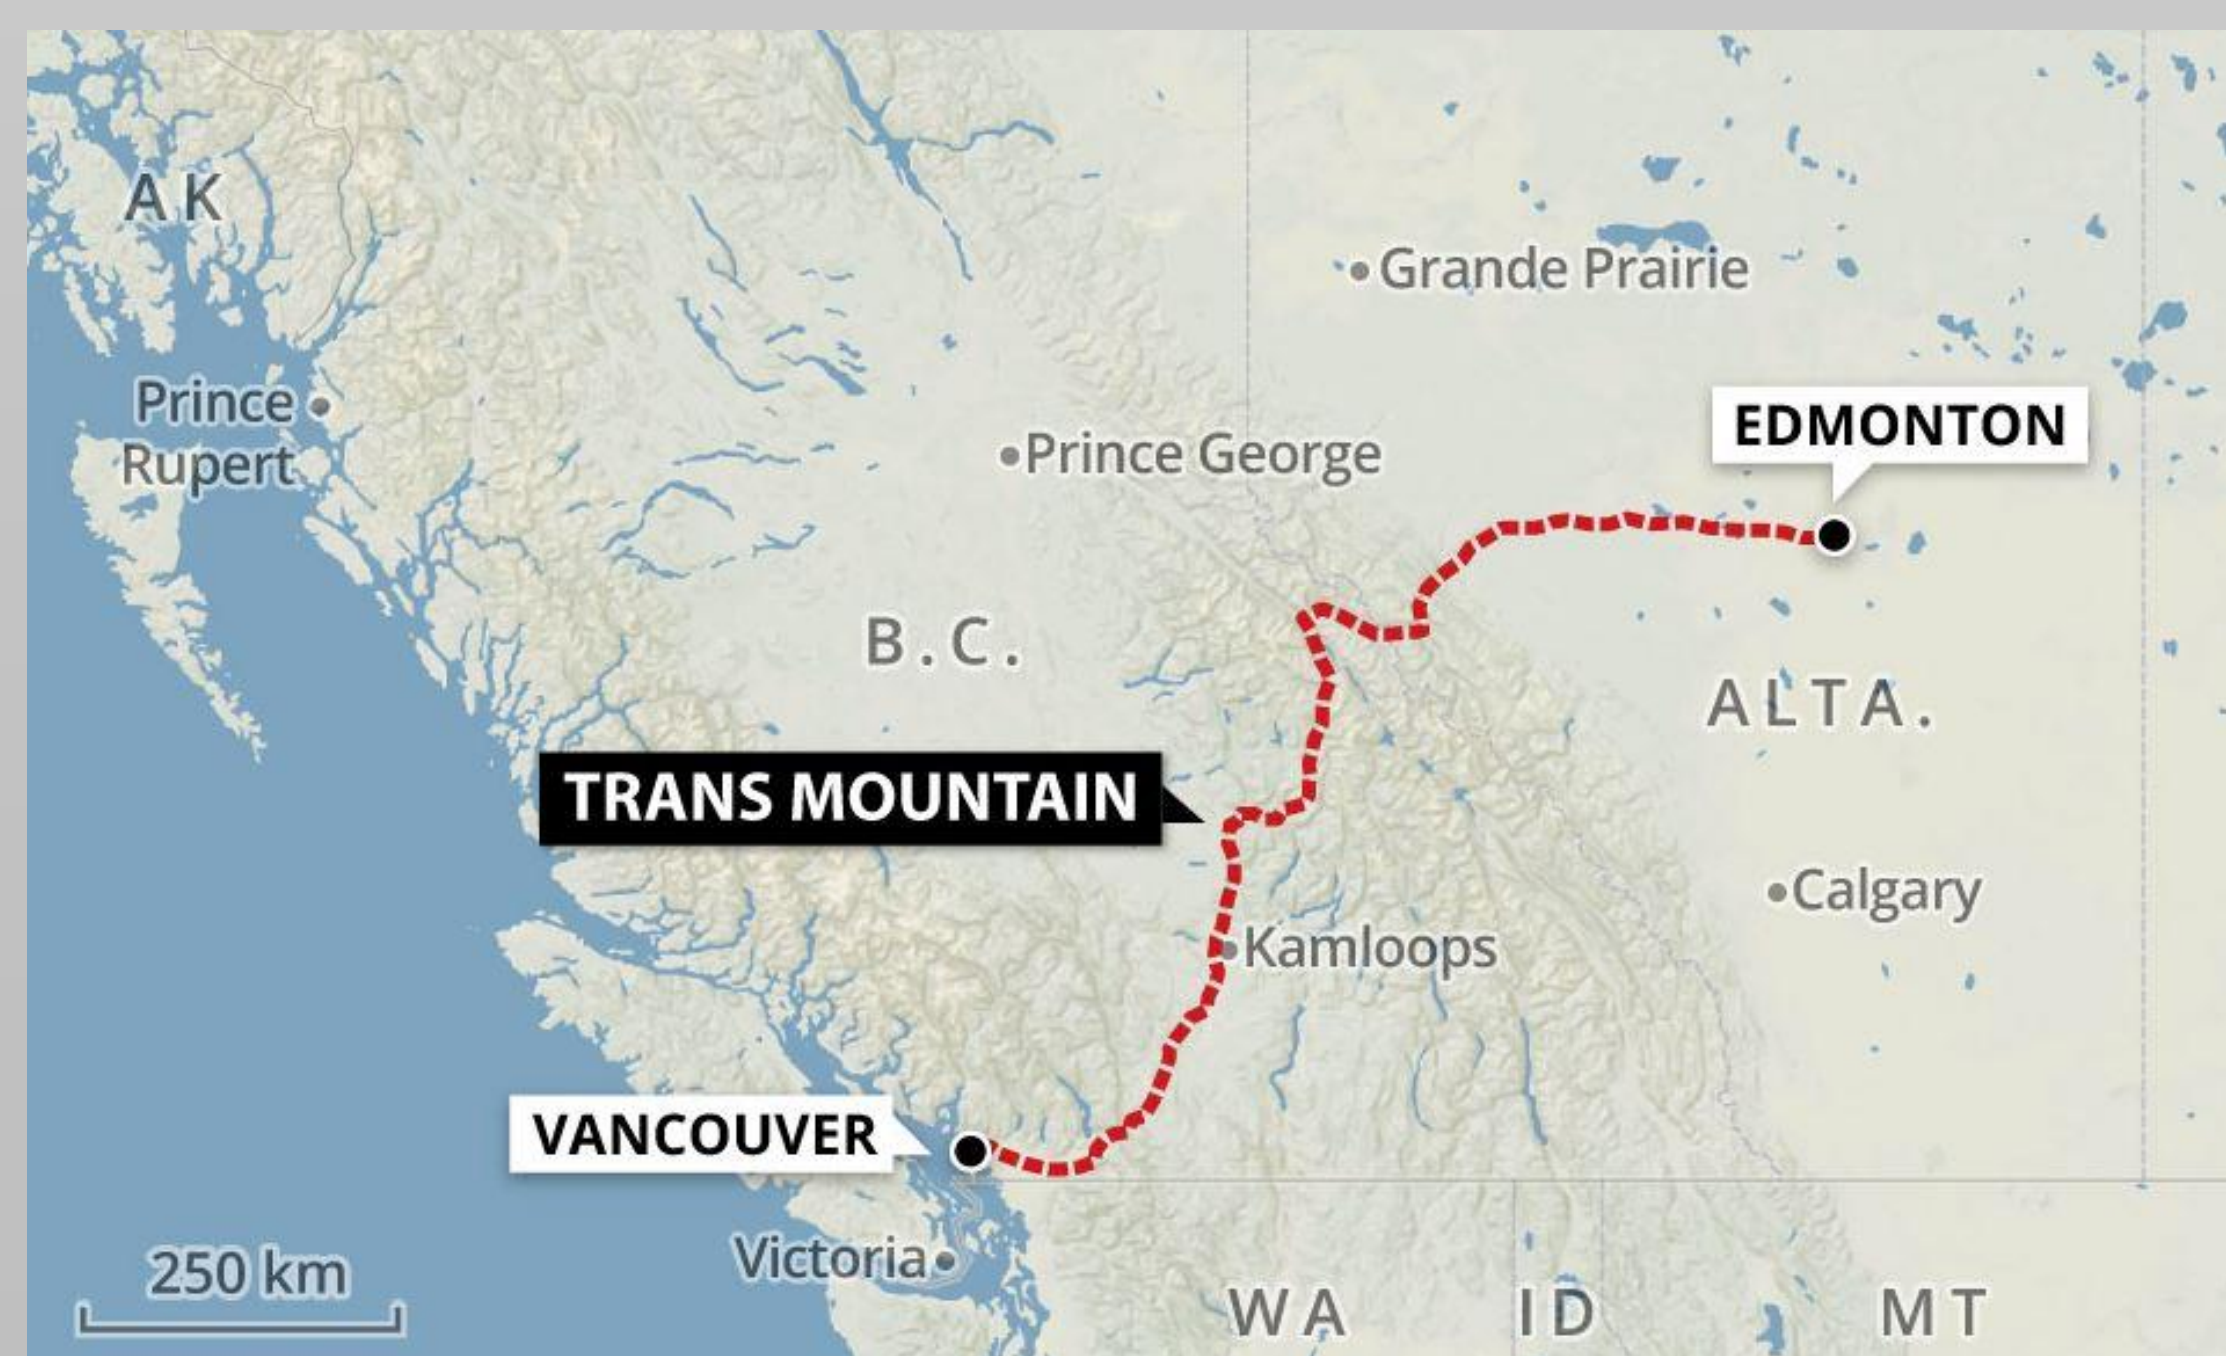 AK
Grande Prairie
Prince
Rupert
EDMONTON
Prince George
B.C.
ALTA.
TRANS MOUNTAIN
Calgary
Kamloops
VANCOUVER
Victoria
250 km
WA
ID
MT